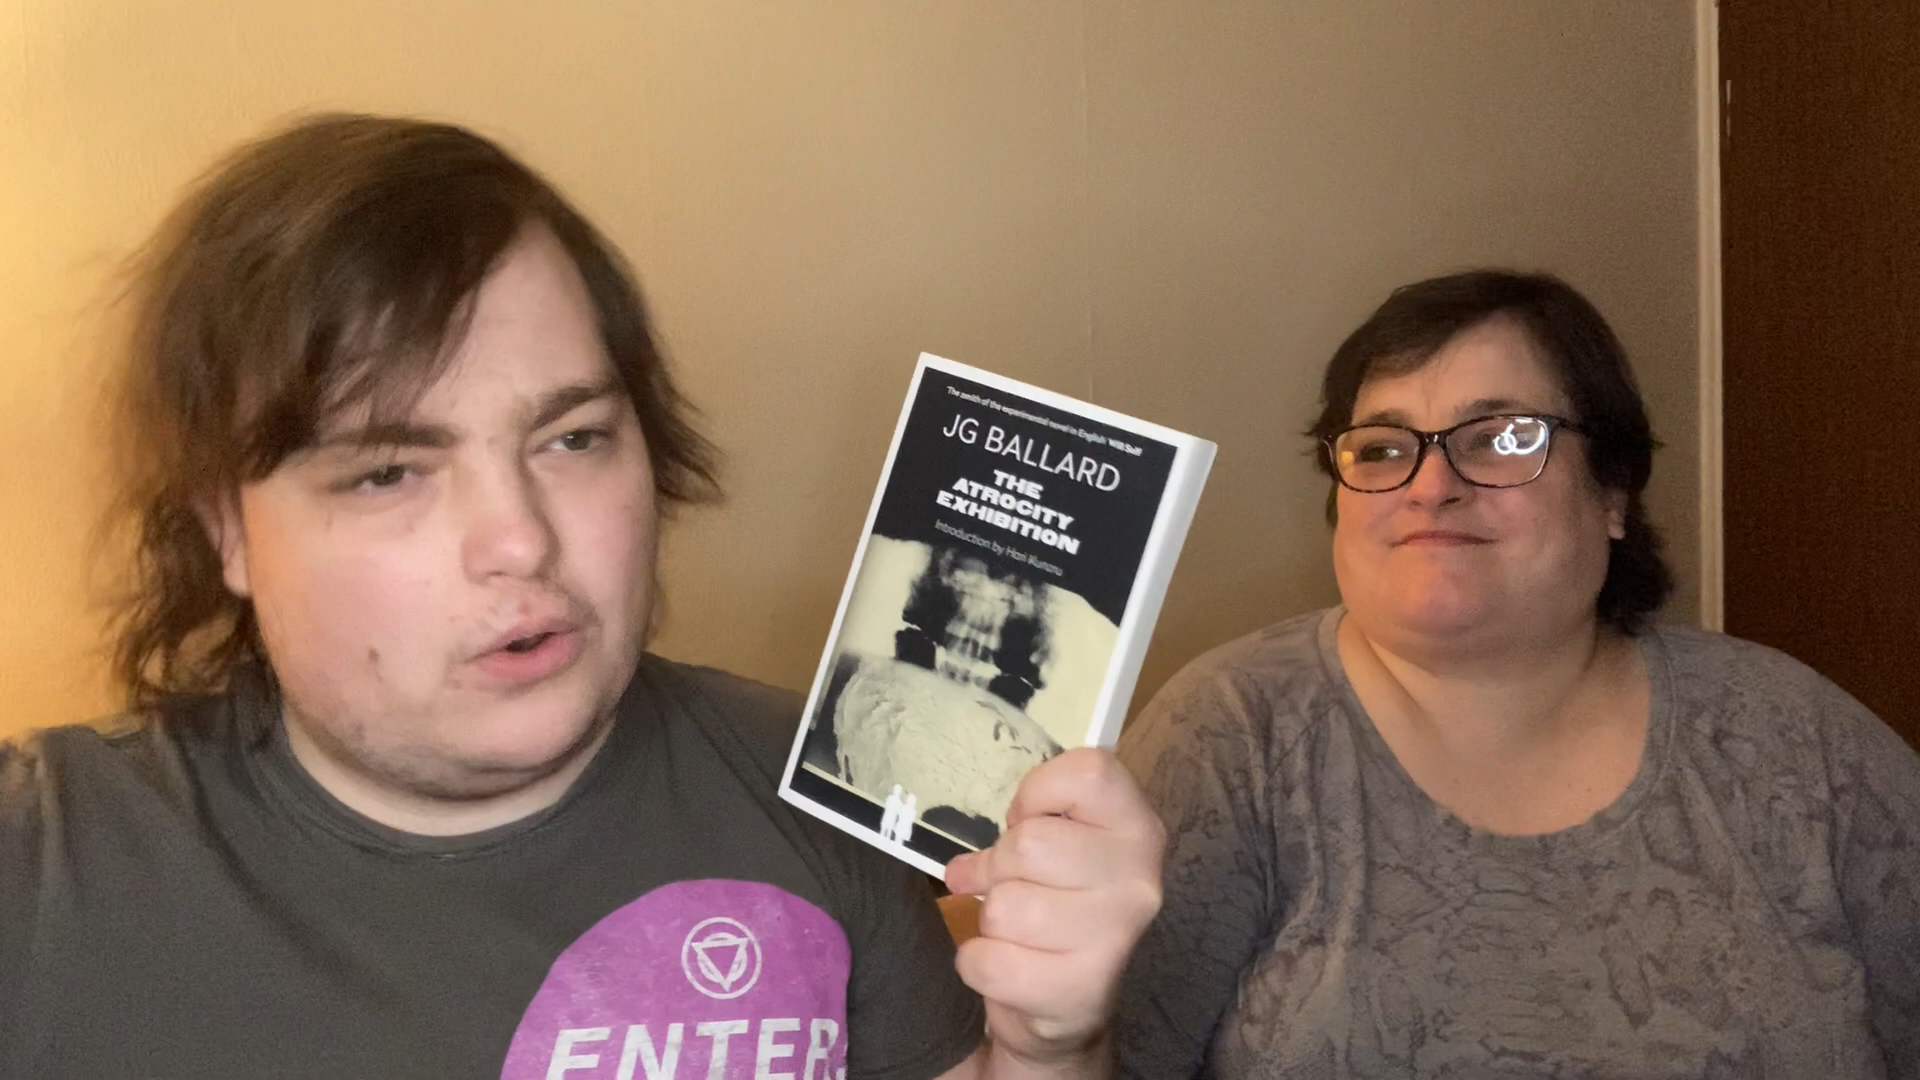 'The zenith of the experimental novel in English' Will Self
JG BALLARD
THE
ATROCITY
EXHIBITION
Introduction by Hari Kunzru
ENTER